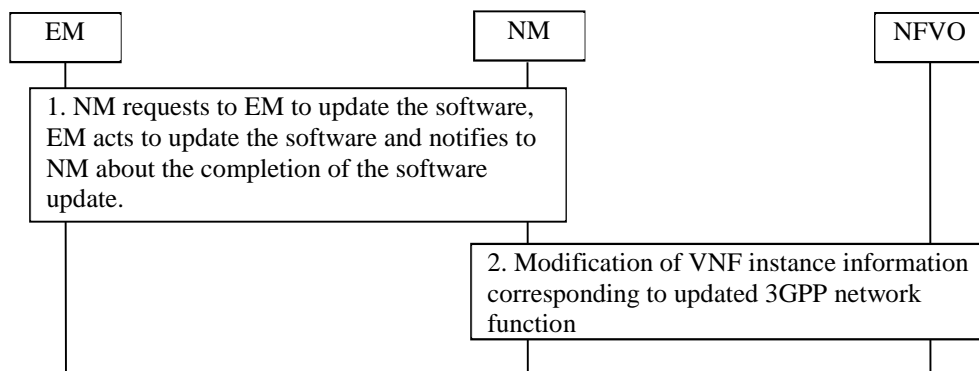 EM
NM
NFVO
1. NM requests to EM to update the software,
EM acts to update the software and notifies to
NM about the completion of the software
update.
2. Modification of VNF instance information
corresponding to updated 3GPP network
function